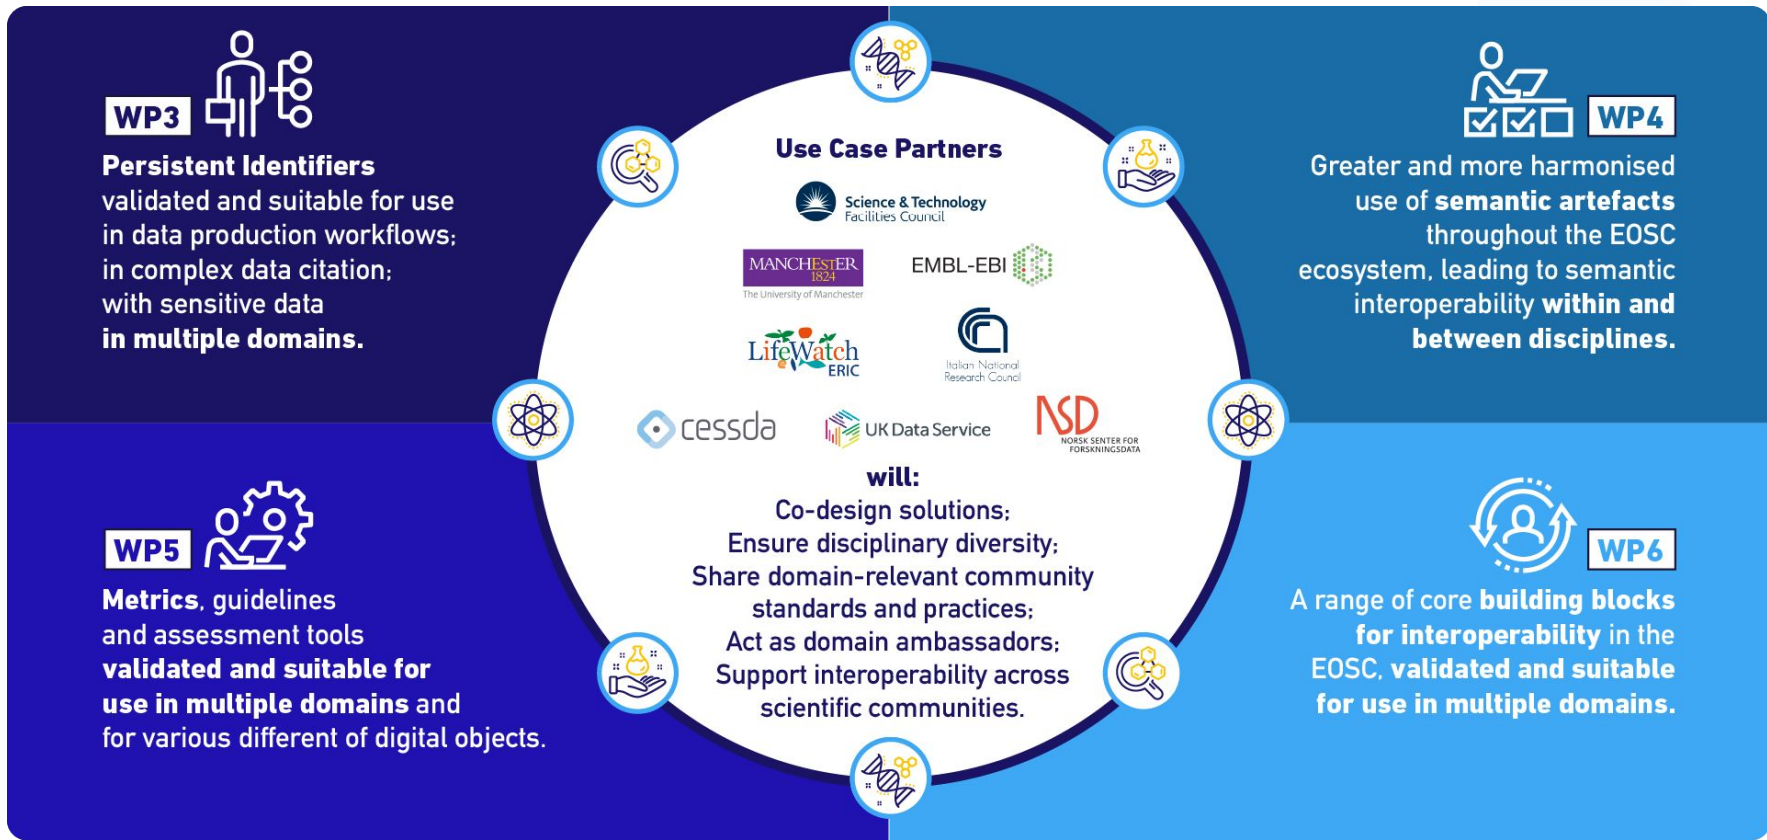 WP3
Persistent Identifiers
validated and suitable for use
in data production workflows;
in complex data citation;
with sensitive data
in multiple domains.
WP4
Greater and more harmonised
use of semantic artefacts
throughout the EOSC
ecosystem, leading to semantic
interoperability within and
between disciplines.
Use Case Partners
Science & Technology
Facilities Council
MANCHESTER
1824
The University of Manchester
EMBL-EBI
LifeWatch
ERIC
Italian National
Research Council
cessda
UK Data Service
NSD
NORSK SENTER FOR
FORSKNINGSDATA
will:
Co-design solutions;
Ensure disciplinary diversity;
Share domain-relevant community
standards and practices;
Act as domain ambassadors;
Support interoperability across
scientific communities.
WP5
Metrics, guidelines
and assessment tools
validated and suitable for
use in multiple domains and
for various different of digital objects.
WP6
A range of core building blocks
for interoperability in the
EOSC, validated and suitable
for use in multiple domains.